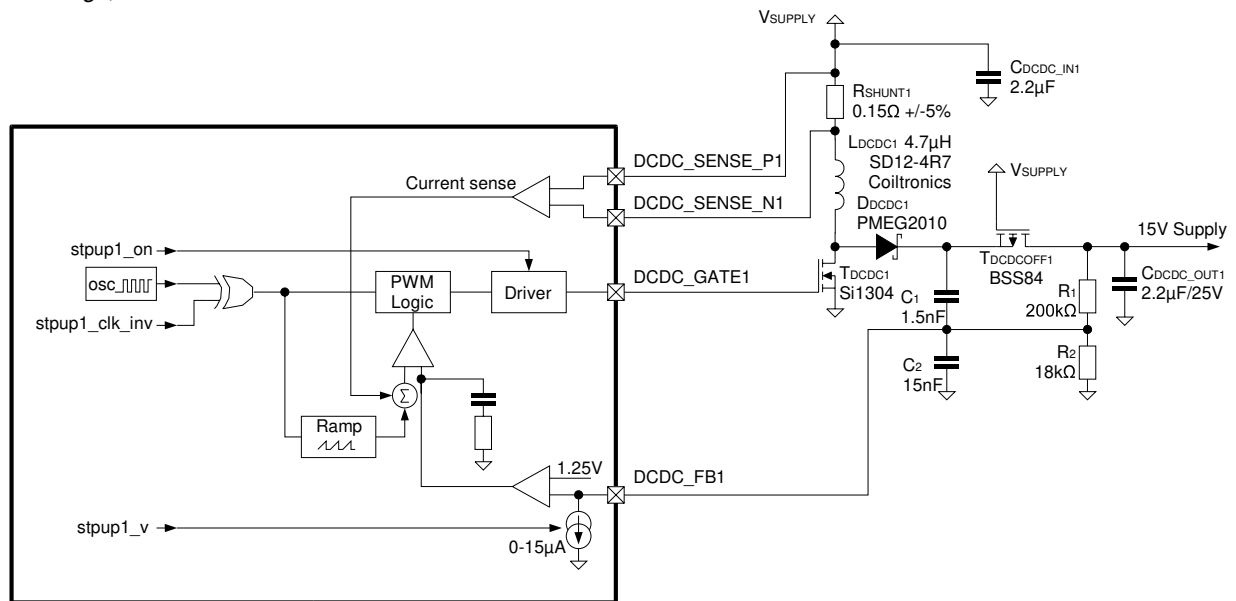 VSUPPLY
CDCDC_IN1
2.2µF
RSHUNT1
0.15Ω +/-5%
LDCDC1 4.7µH
SD12-4R7
Coiltronics
DCDC_SENSE_P1
Current sense
DCDC_SENSE_N1
VSUPPLY
DDCDC1
PMEG2010
15V Supply
stpup1_on
osc_
PWM
Logic
Driver
DCDC_GATE1
TDCDC1
Si1304
TDCDCOFF1
BSS84
CDCDC_OUT1
2.2µF/25V
C1
1.5nF
R1
200kΩ
stpup1_clk_inv
C2
15nF
R2
18kΩ
Σ
Ramp
1.25V
DCDC_FB1
stpup1_v
0-15µA